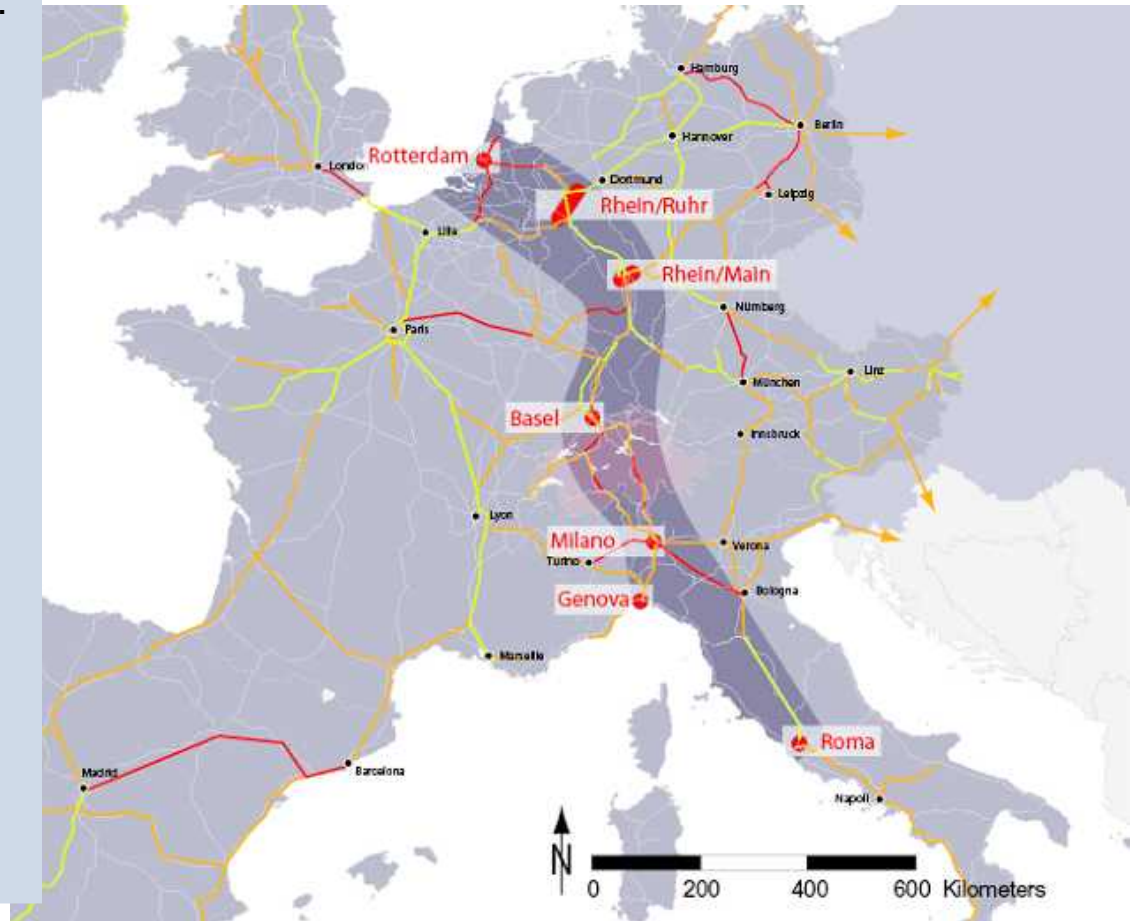 Hamburg
Berlin
Hannover
Rotterdam
London
Dortmund
Leipzig
Rhein/Ruhr
Lille
Rhein/Main
Nürnberg
Paris
Linz
München
Basel
Innsbruck
Lyon
Milano
Verona
Turino
Bologna
Genova
Marseille
Roma
Madrid
Barcelona
Napoli
N
0 200 400 600 Kilometers